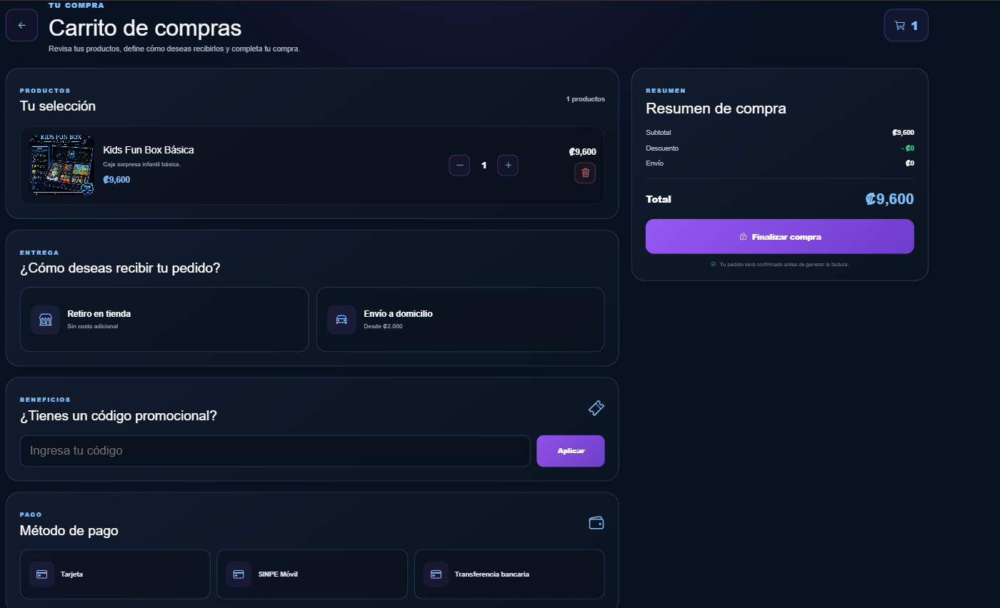 TU COMPRA
Carrito de compras
Revisa tus productos, define cómo deseas recibirlos y completa tu compra.
1
PRODUCTOS
Tu selección
1 productos
KIDS FUN BOX
Kids Fun Box Básica
Caja sorpresa infantil básica.
₡9,600
1
₡9,600
ENTREGA
¿Cómo deseas recibir tu pedido?
Retiro en tienda
Sin costo adicional
Envío a domicilio
Desde ₡2.000
BENEFICIOS
¿Tienes un código promocional?
Ingresa tu código
Aplicar
PAGO
Método de pago
Tarjeta
SINPE Móvil
Transferencia bancaria
RESUMEN
Resumen de compra
Subtotal ₡9,600
Descuento - ₡0
Envío ₡0
Total ₡9,600
Finalizar compra
Tu pedido será confirmado antes de generar la factura.